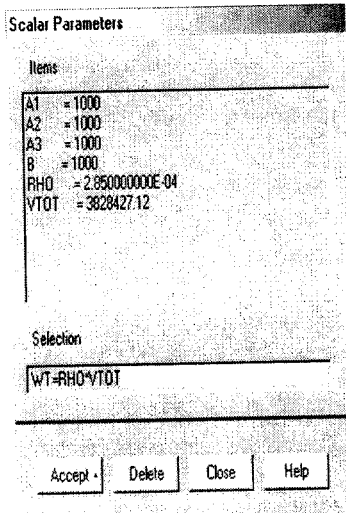 Scalar Parameters
Items
A1 = 1000
A2 = 1000
A3 = 1000
B = 1000
RHO = 2.850000000E-04
VTOT = 3828427.12
Selection
WT=RHO*VTOT
Accept Delete Close Help